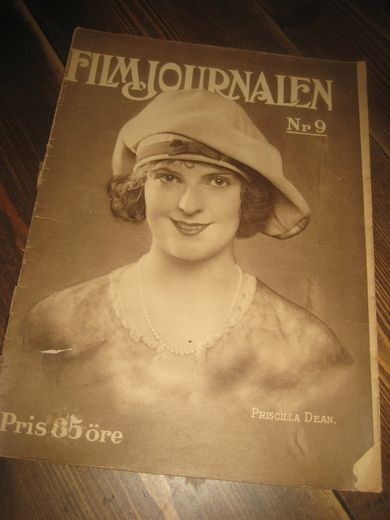 FILMJOURNALEN
Nr 9
PRISCILLA DEAN.
Pris 85 öre